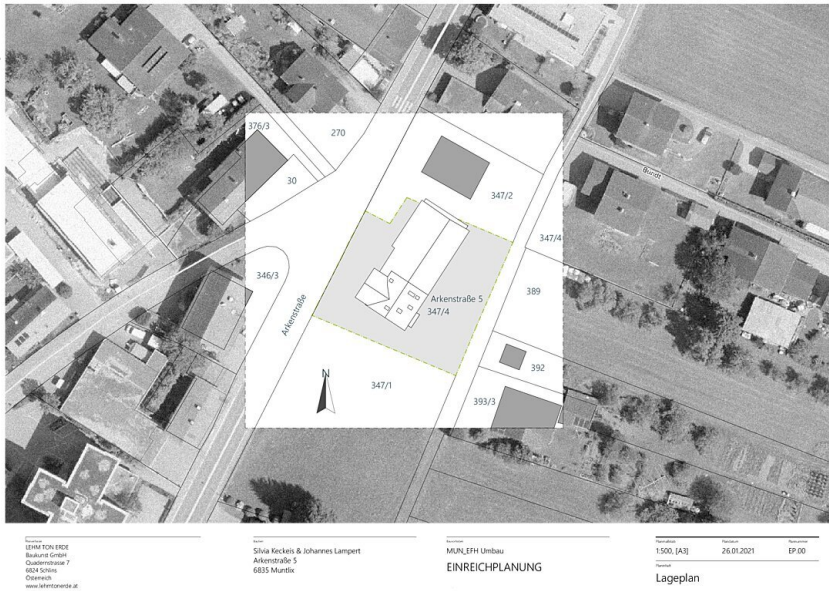 376/3
270
30
347/2
Bundt
347/4
346/3
389
Arkenstraße 5
347/4
Arkenstraße
N
347/1
392
393/3
LEHM TON ERDE
Baukunst GmbH
Quadernstrasse 7
6824 Schlins
Österreich
www.lehmtonerde.at
Silvia Keckeis & Johannes Lampert
Arkenstraße 5
6835 Muntlix
MUN_EFH Umbau
EINREICHPLANUNG
1:500, [A3]
26.01.2021
EP.00
Lageplan